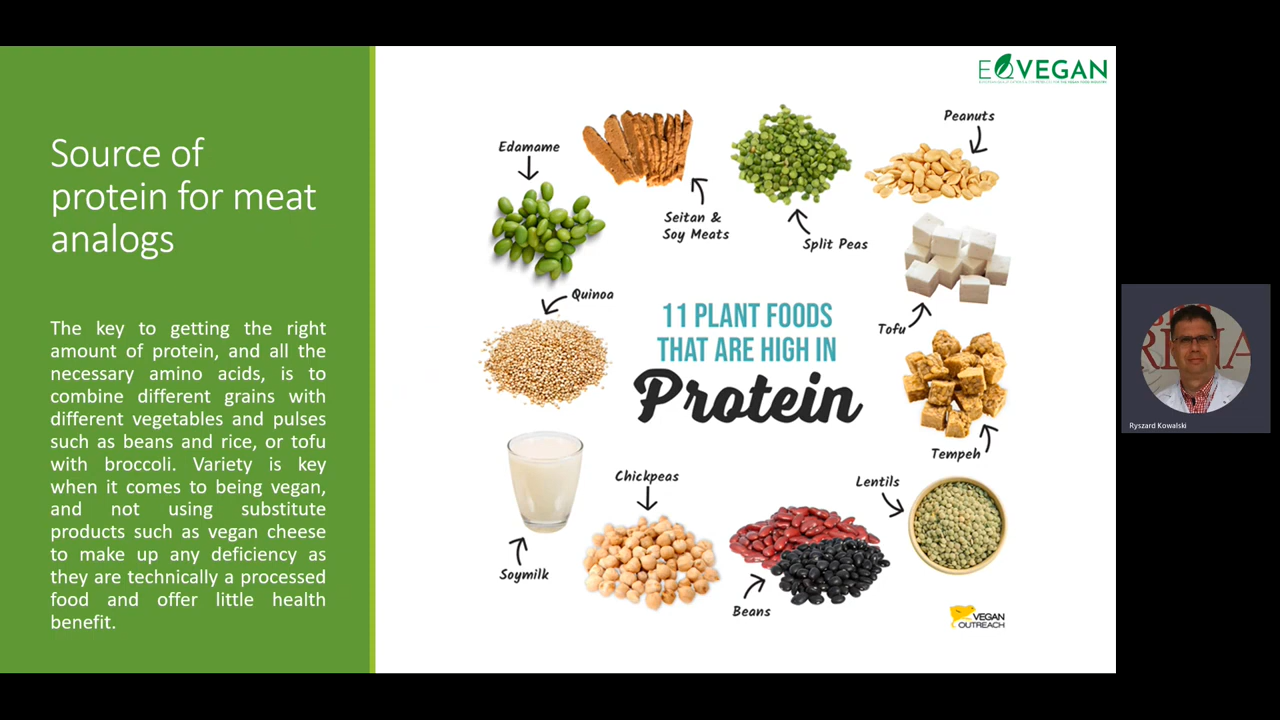 Source of
protein for meat
analogs
The key to getting the right
amount of protein, and all the
necessary amino acids, is to
combine different grains with
different vegetables and pulses
such as beans and rice, or tofu
with broccoli. Variety is key
when it comes to being vegan,
and not using substitute
products such as vegan cheese
to make up any deficiency as
they are technically a processed
food and offer little health
benefit.
EQVEGAN
Peanuts
Edamame
Seitan &
Soy Meats
Split Peas
Quinoa
11 PLANT FOODS
THAT ARE HIGH IN
Protein
Tofu
Tempeh
Chickpeas
Lentils
Soymilk
Beans
VEGAN
OUTREACH
Ryszard Kowalski